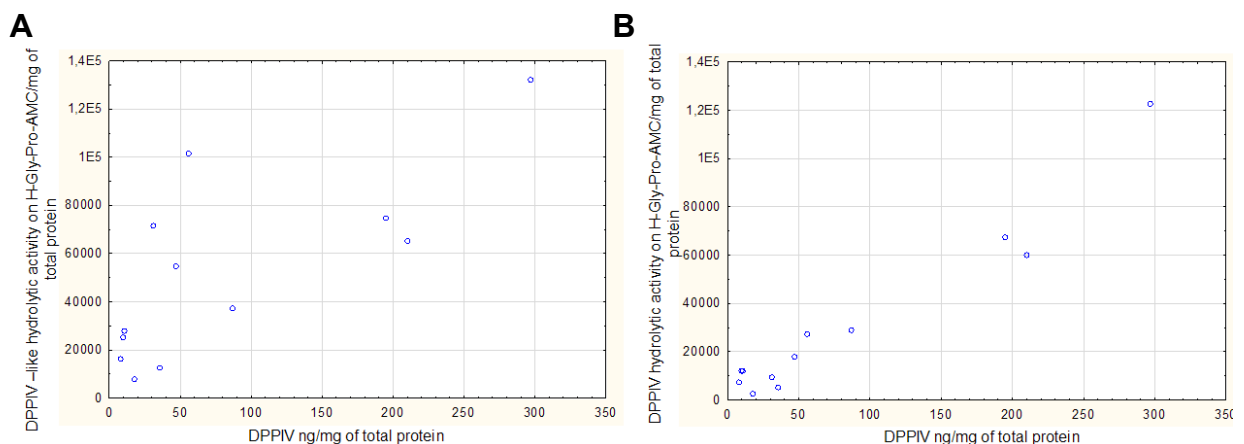 A
DPPIV –like hydrolytic activity on H-Gly-Pro-AMC/mg of
total protein
1,4E5
1,2E5
1E5
80000
60000
40000
20000
0
0 50 100 150 200 250 300 350
DPPIV ng/mg of total protein
B
DPPIV hydrolytic activity on H-Gly-Pro-AMC/mg of total
protein
1,4E5
1,2E5
1E5
80000
60000
40000
20000
0
0 50 100 150 200 250 300 350
DPPIV ng/mg of total protein